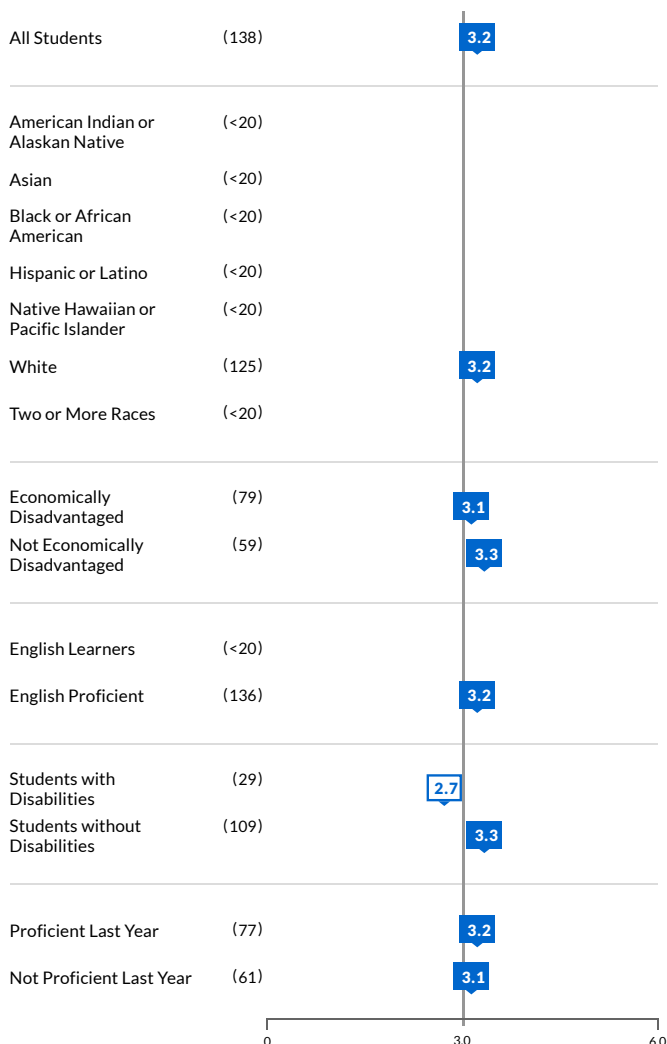 All Students (138) 3.2
American Indian or (<20)
Alaskan Native
Asian (<20)
Black or African (<20)
American
Hispanic or Latino (<20)
Native Hawaiian or (<20)
Pacific Islander
White (125) 3.2
Two or More Races (<20)
Economically (79) 3.1
Disadvantaged
Not Economically (59) 3.3
Disadvantaged
English Learners (<20)
English Proficient (136) 3.2
Students with (29) 2.7
Disabilities
Students without (109) 3.3
Disabilities
Proficient Last Year (77) 3.2
Not Proficient Last Year (61) 3.1
0 3.0 6.0